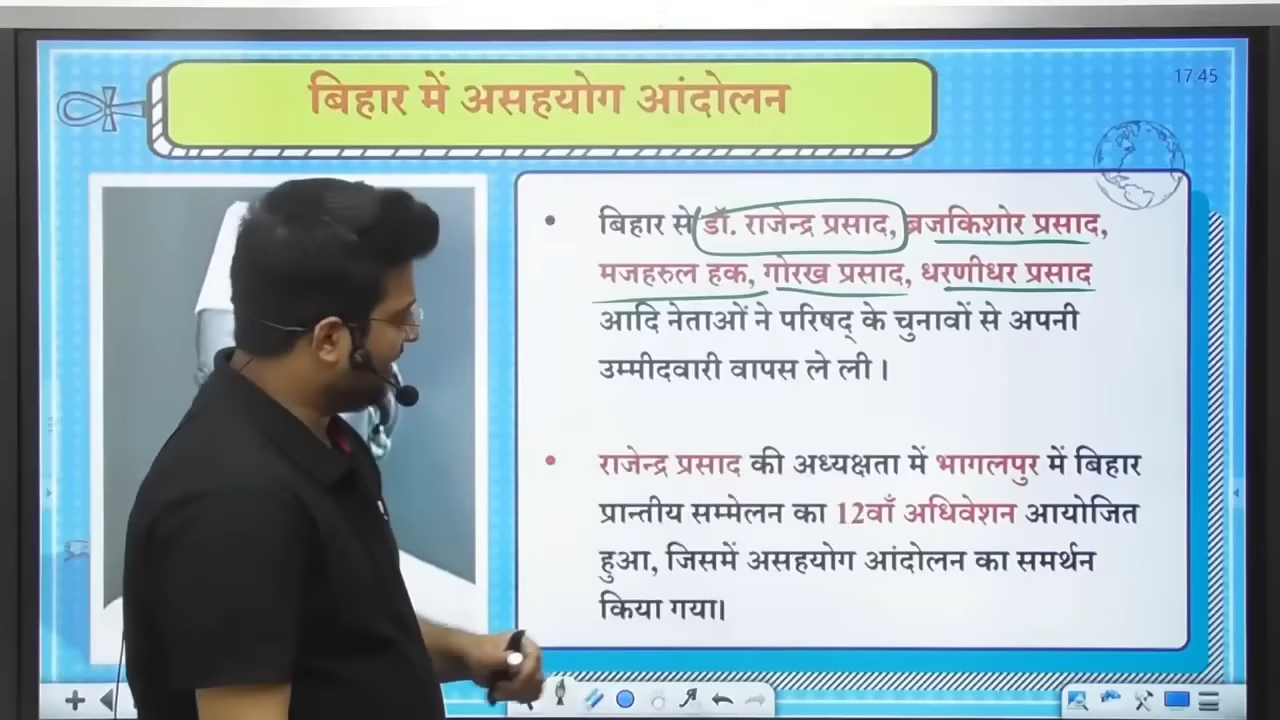 बिहार में असहयोग आंदोलन
17 45
• बिहार से डॉ. राजेन्द्र प्रसाद, ब्रजकिशोर प्रसाद,
मजहरुल हक, गोरख प्रसाद, धरणीधर प्रसाद
आदि नेताओं ने परिषद् के चुनावों से अपनी
उम्मीदवारी वापस ले ली।
• राजेन्द्र प्रसाद की अध्यक्षता में भागलपुर में बिहार
प्रान्तीय सम्मेलन का 12वाँ अधिवेशन आयोजित
हुआ, जिसमें असहयोग आंदोलन का समर्थन
किया गया।